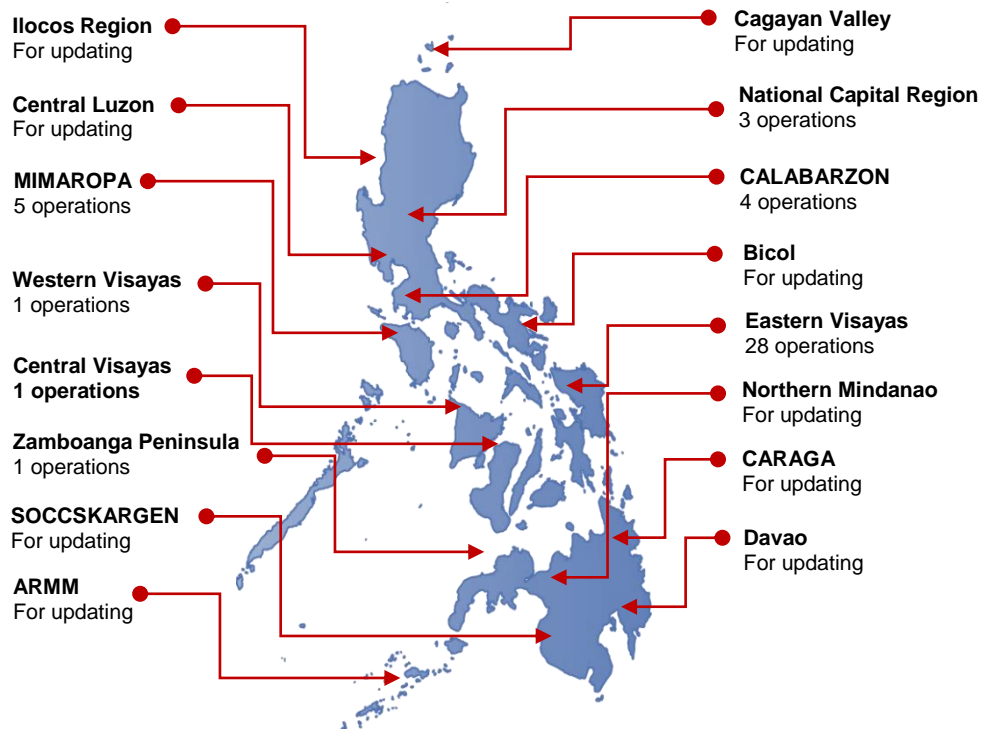 Ilocos Region
For updating
Central Luzon
For updating
MIMAROPA
5 operations
Western Visayas
1 operations
Central Visayas
1 operations
Zamboanga Peninsula
1 operations
SOCCSKARGEN
For updating
ARMM
For updating
Cagayan Valley
For updating
National Capital Region
3 operations
CALABARZON
4 operations
Bicol
For updating
Eastern Visayas
28 operations
Northern Mindanao
For updating
CARAGA
For updating
Davao
For updating